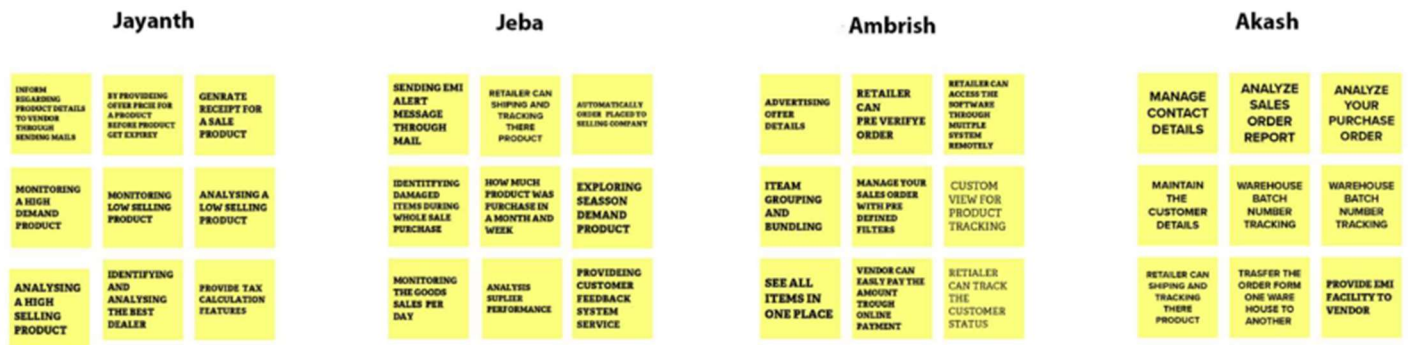 Jayanth
INFORM
REGARDING
PRODUCT DETAILS
TO VENDOR
THROUGH
SENDING MAILS
BY PROVIDEING
OFFER PRCIE FOR
A PRODUCT
BEFORE PRODUCT
GET EXPIREY
GENRATE
RECEIPT FOR
A SALE
PRODUCT
MONITORING
A HIGH
DEMAND
PRODUCT
MONITORING
LOW SELLING
PRODUCT
ANALYSING A
LOW SELLING
PRODUCT
ANALYSING
A HIGH
SELLING
PRODUCT
IDENTIFYING
AND
ANALYSING
THE BEST
DEALER
PROVIDE TAX
CALCULATION
FEATURES
Jeba
SENDING EMI
ALERT
MESSAGE
THROUGH
MAIL
RETAILER CAN
SHIPING AND
TRACKING
THERE
PRODUCT
AUTOMATICALLY
ORDER PLACED TO
SELLING COMPANY
IDENTITFYING
DAMAGED
ITEMS DURING
WHOLE SALE
PURCHASE
HOW MUCH
PRODUCT WAS
PURCHASE IN
A MONTH AND
WEEK
EXPLORING
SEASSON
DEMAND
PRODUCT
MONITORING
THE GOODS
SALES PER
DAY
ANALYSIS
SUPLIER
PERFORMANCE
PROVIDEING
CUSTOMER
FEEDBACK
SYSTEM
SERVICE
Ambrish
ADVERTISING
OFFER
DETAILS
RETAILER
CAN
PRE VERIFYE
ORDER
RETAILER CAN
ACCESS THE
SOFTWARE
THROUGH
MUITPLE
SYSTEM
REMOTELY
ITEAM
GROUPING
AND
BUNDLING
MANAGE YOUR
SALES ORDER
WITH PRE
DEFINED
FILTERS
CUSTOM
VIEW FOR
PRODUCT
TRACKING
SEE ALL
ITEMS IN
ONE PLACE
VENDOR CAN
EASLY PAY THE
AMOUNT
TROUGH
ONLINE
PAYMENT
RETIALER
CAN TRACK
THE
CUSTOMER
STATUS
Akash
MANAGE
CONTACT
DETAILS
ANALYZE
SALES
ORDER
REPORT
ANALYZE
YOUR
PURCHASE
ORDER
MAINTAIN
THE
CUSTOMER
DETAILS
WAREHOUSE
BATCH
NUMBER
TRACKING
WAREHOUSE
BATCH
NUMBER
TRACKING
RETAILER CAN
SHIPING AND
TRACKING
THERE
PRODUCT
TRASFER THE
ORDER FORM
ONE WARE
HOUSE TO
ANOTHER
PROVIDE EMI
FACILITY TO
VENDOR